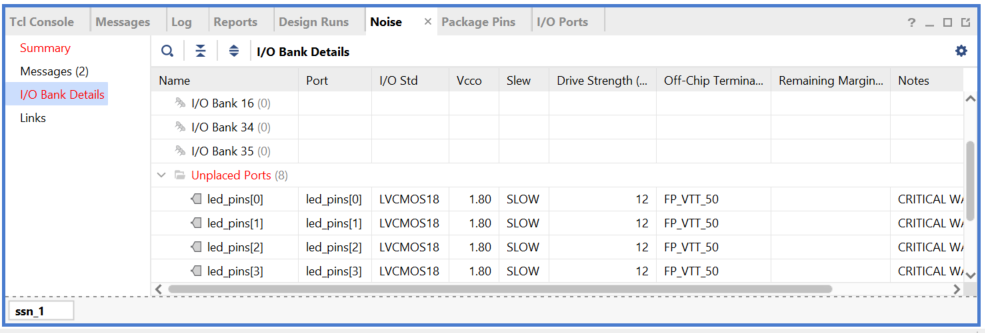 Tcl Console Messages Log Reports Design Runs Noise × Package Pins I/O Ports ?
Summary
Messages (2)
I/O Bank Details
Links
I/O Bank Details
Name Port I/O Std Vcco Slew Drive Strength (... Off-Chip Termina... Remaining Margin... Notes
I/O Bank 16 (0)
I/O Bank 34 (0)
I/O Bank 35 (0)
Unplaced Ports (8)
led_pins[0] led_pins[0] LVCMOS18 1.80 SLOW 12 FP_VTT_50 CRITICAL WA
led_pins[1] led_pins[1] LVCMOS18 1.80 SLOW 12 FP_VTT_50 CRITICAL WA
led_pins[2] led_pins[2] LVCMOS18 1.80 SLOW 12 FP_VTT_50 CRITICAL WA
led_pins[3] led_pins[3] LVCMOS18 1.80 SLOW 12 FP_VTT_50 CRITICAL WA
ssn_1